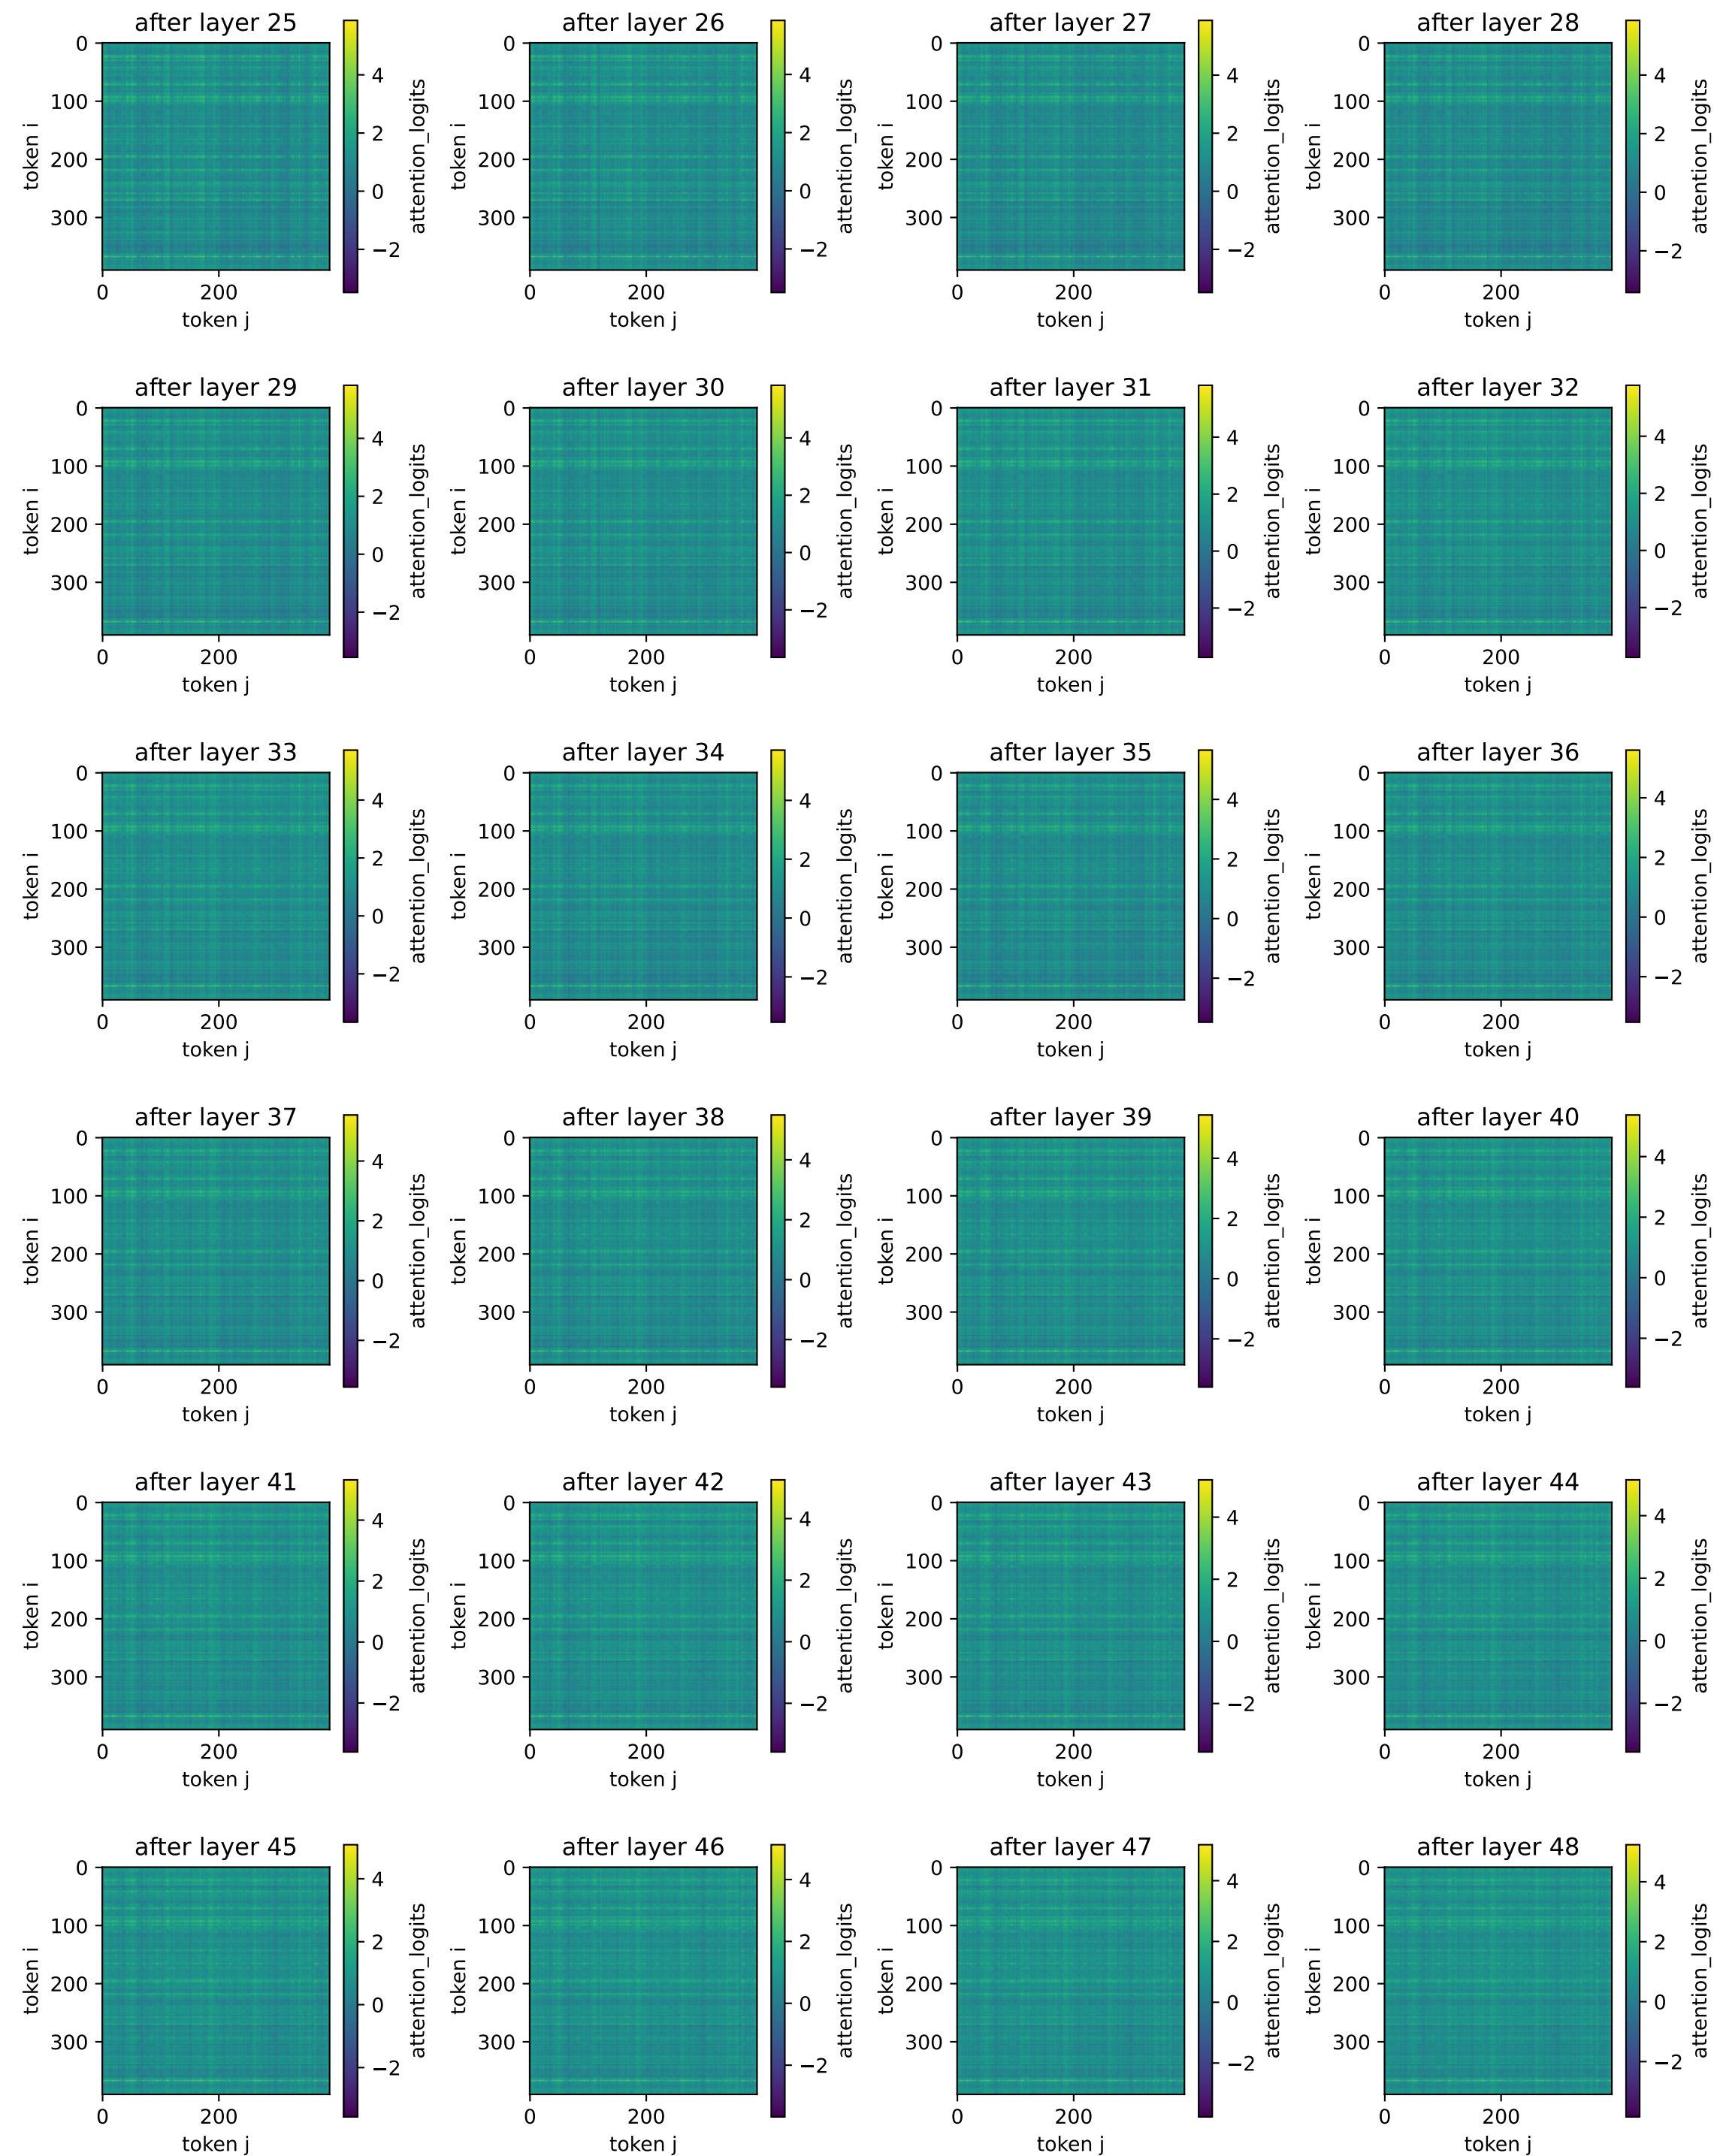 after layer 25 after layer 26 after layer 27 after layer 28
0 0 0 0
4 4 4 4
100 100 100 100
2 2 2 2
token i attention_logits token i attention_logits token i attention_logits token i attention_logits
200 200 200 200
0 0 0 0
300 300 300 300
−2 −2 −2 −2
0 200 0 200 0 200 0 200
token j token j token j token j
after layer 29 after layer 30 after layer 31 after layer 32
0 0 0 0
4 4 4 4
100 100 100 100
2 2 2 2
token i attention_logits token i attention_logits token i attention_logits token i attention_logits
200 200 200 200
0 0 0 0
300 300 300 300
−2 −2 −2 −2
0 200 0 200 0 200 0 200
token j token j token j token j
after layer 33 after layer 34 after layer 35 after layer 36
0 0 0 0
4 4 4 4
100 100 100 100
2 2 2 2
token i attention_logits token i attention_logits token i attention_logits token i attention_logits
200 200 200 200
0 0 0 0
300 300 300 300
−2 −2 −2 −2
0 200 0 200 0 200 0 200
token j token j token j token j
after layer 37 after layer 38 after layer 39 after layer 40
0 0 0 0
4 4 4 4
100 100 100 100
2 2 2 2
token i attention_logits token i attention_logits token i attention_logits token i attention_logits
200 200 200 200
0 0 0 0
300 300 300 300
−2 −2 −2 −2
0 200 0 200 0 200 0 200
token j token j token j token j
after layer 41 after layer 42 after layer 43 after layer 44
0 0 0 0
4 4 4 4
100 100 100 100
2 2 2 2
token i attention_logits token i attention_logits token i attention_logits token i attention_logits
200 200 200 200
0 0 0 0
300 300 300 300
−2 −2 −2 −2
0 200 0 200 0 200 0 200
token j token j token j token j
after layer 45 after layer 46 after layer 47 after layer 48
0 0 0 0
4 4 4 4
100 100 100 100
2 2 2 2
token i attention_logits token i attention_logits token i attention_logits token i attention_logits
200 200 200 200
0 0 0 0
300 300 300 300
−2 −2 −2 −2
0 200 0 200 0 200 0 200
token j token j token j token j